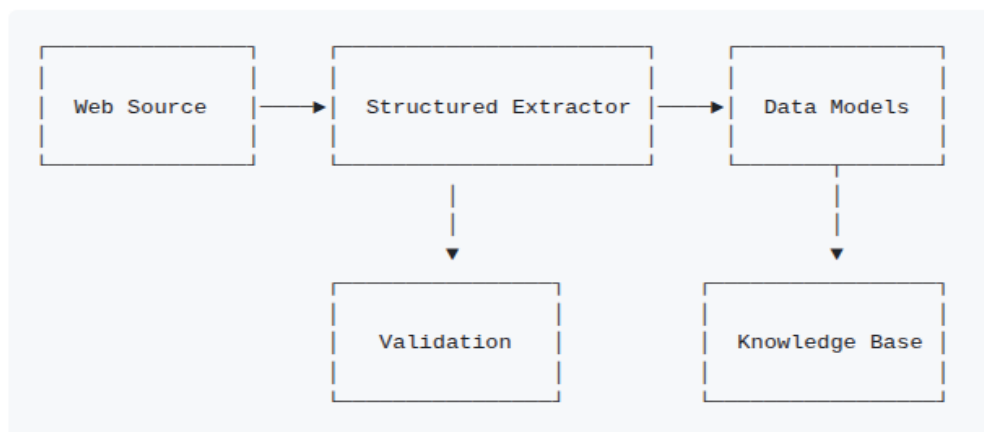 Web Source
Structured Extractor
Data Models
Validation
Knowledge Base